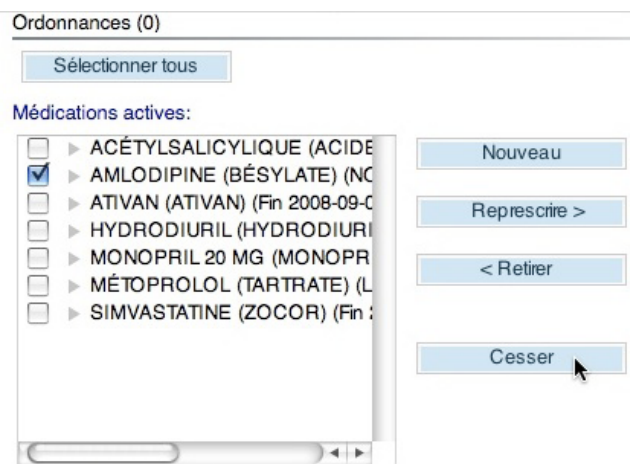 Ordonnances (0)
Sélectionner tous
Médications actives:
ACÉTYLSALICYLIQUE (ACIDE
AMLODIPINE (BÉSYLATE) (NO
ATIVAN (ATIVAN) (Fin 2008-09-0
HYDRODIURIL (HYDRODIURI
MONOPRIL 20 MG (MONOPR
MÉTOPROLOL (TARTRATE) (L
SIMVASTATINE (ZOCOR) (Fin
Nouveau
Represcrire >
< Retirer
Cesser